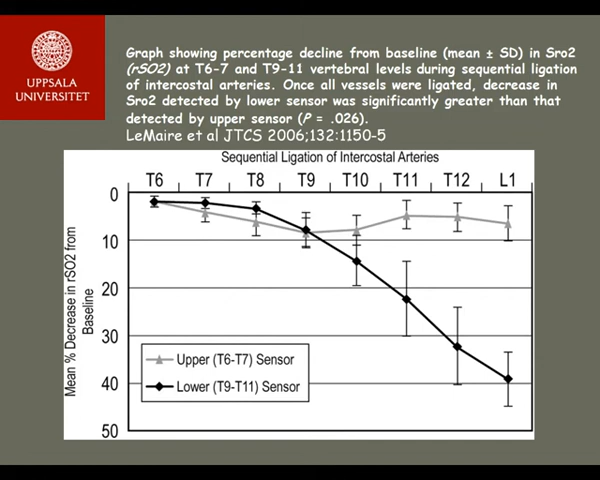 UPPSALA
UNIVERSITET
Graph showing percentage decline from baseline (mean ± SD) in Sro2
(rSO2) at T6-7 and T9-11 vertebral levels during sequential ligation
of intercostal arteries. Once all vessels were ligated, decrease in
Sro2 detected by lower sensor was significantly greater than that
detected by upper sensor (P = .026).
LeMaire et al JTCS 2006;132:1150-5
Sequential Ligation of Intercostal Arteries
T6 T7 T8 T9 T10 T11 T12 L1
Mean % Decrease in rSO2 from
Baseline
0
10
20
30
40
50
Upper (T6-T7) Sensor
Lower (T9-T11) Sensor